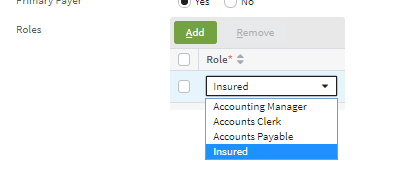 Primary Payer
Yes
No
Roles
Add
Remove
Role*
Insured
Accounting Manager
Accounts Clerk
Accounts Payable
Insured